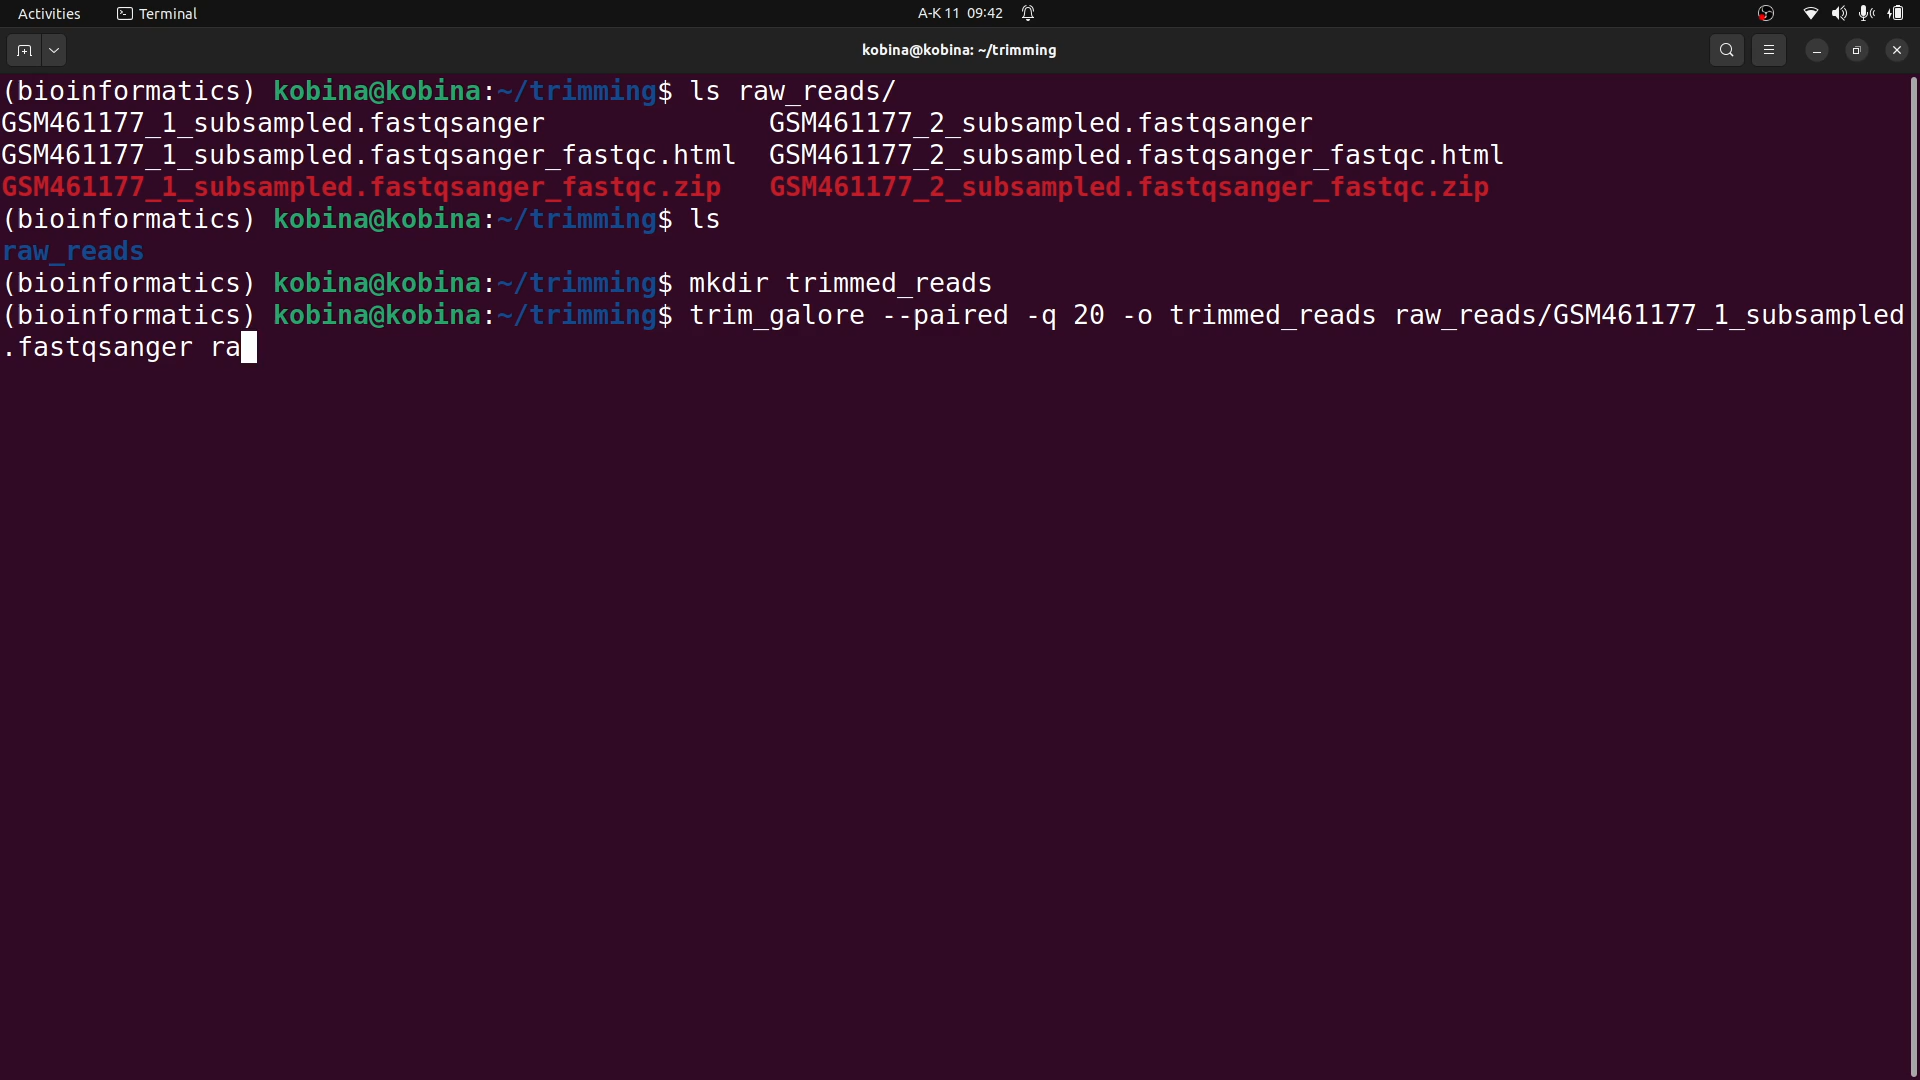 Activities Terminal A-K 11 09:42
kobina@kobina: ~/trimming
(bioinformatics) kobina@kobina:~/trimming$ ls raw_reads/
GSM461177_1_subsampled.fastqsanger GSM461177_2_subsampled.fastqsanger
GSM461177_1_subsampled.fastqsanger_fastqc.html GSM461177_2_subsampled.fastqsanger_fastqc.html
GSM461177_1_subsampled.fastqsanger_fastqc.zip GSM461177_2_subsampled.fastqsanger_fastqc.zip
(bioinformatics) kobina@kobina:~/trimming$ ls
raw_reads
(bioinformatics) kobina@kobina:~/trimming$ mkdir trimmed_reads
(bioinformatics) kobina@kobina:~/trimming$ trim_galore --paired -q 20 -o trimmed_reads raw_reads/GSM461177_1_subsampled
.fastqsanger ra